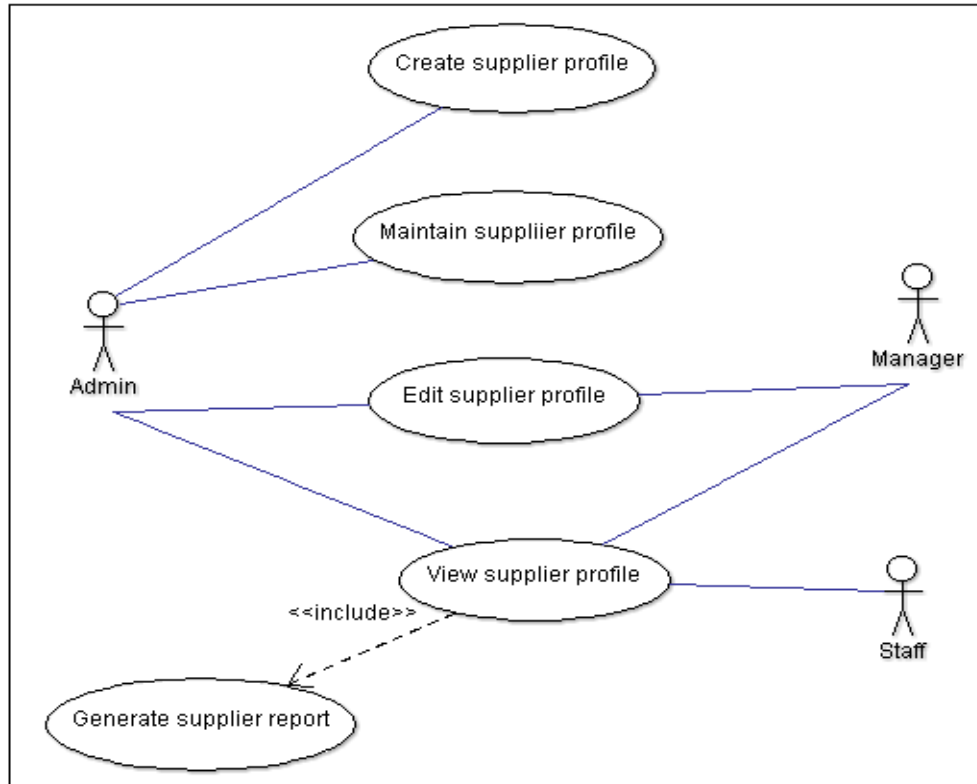 Create supplier profile
Maintain suppliier profile
Manager
Admin
Edit supplier profile
View supplier profile
<<include>>
Staff
Generate supplier report